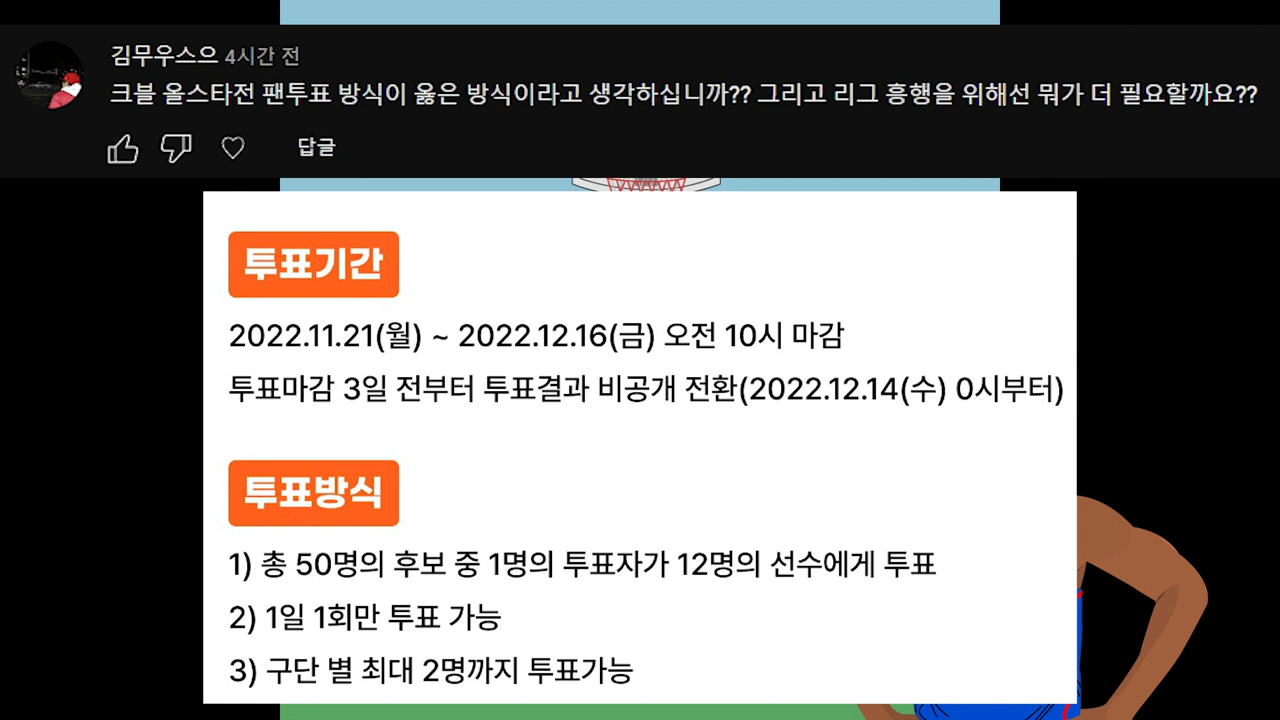 김무우스으 4시간 전
크블 올스타전 팬투표 방식이 옳은 방식이라고 생각하십니까?? 그리고 리그 흥행을 위해선 뭐가 더 필요할까요??
답글
투표기간
2022.11.21(월) ~ 2022.12.16(금) 오전 10시 마감
투표마감 3일 전부터 투표결과 비공개 전환(2022.12.14(수) 0시부터)
투표방식
1) 총 50명의 후보 중 1명의 투표자가 12명의 선수에게 투표
2) 1일 1회만 투표 가능
3) 구단 별 최대 2명까지 투표가능